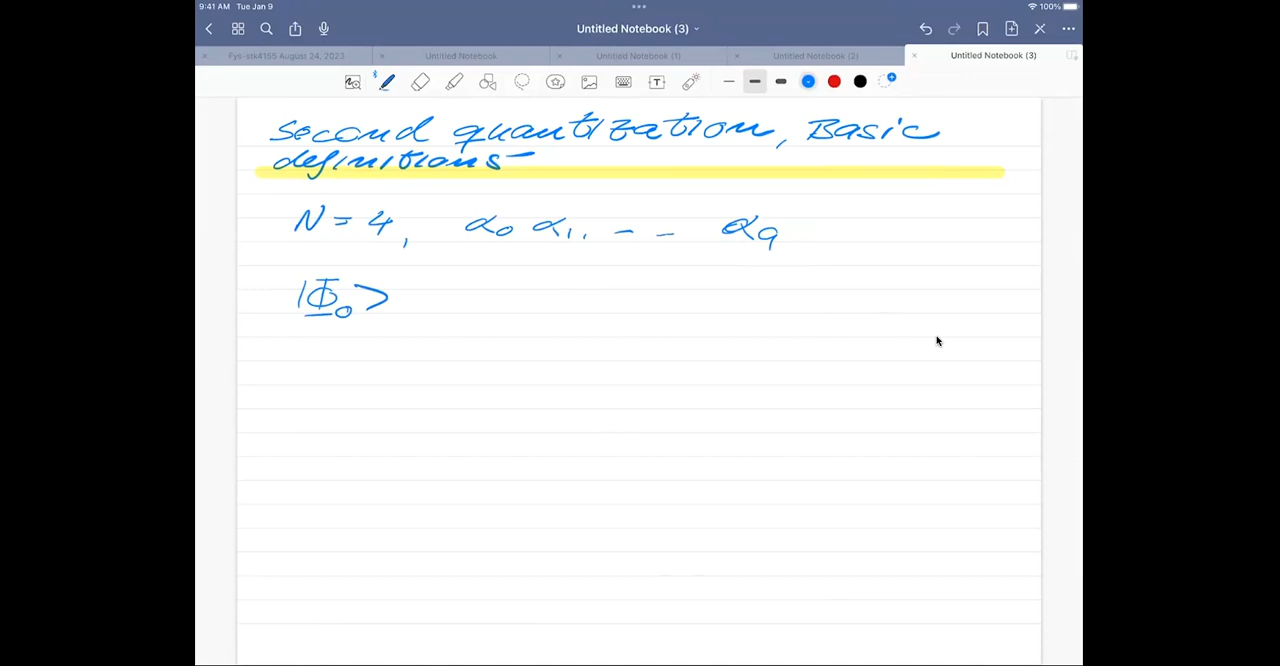 9:41 AM Tue Jan 9
100%
Untitled Notebook (3)
Fys-stk4155 August 24, 2023
Untitled Notebook
Untitled Notebook (1)
Untitled Notebook (2)
Untitled Notebook (3)
Second quantization, Basic
definitions
N = 4, α₀ α₁ .. - - α₉
|Φ₀>